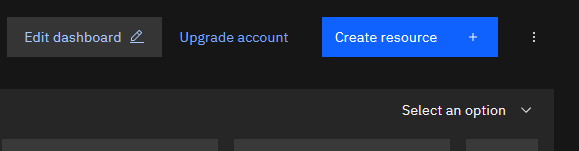 Edit dashboard Upgrade account Create resource +
Select an option